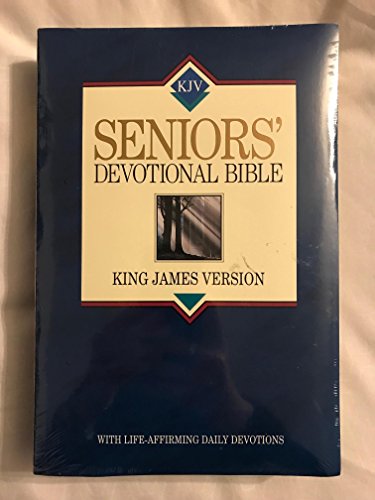 KJV
SENIORS'
DEVOTIONAL BIBLE
KING JAMES VERSION
WITH LIFE-AFFIRMING DAILY DEVOTIONS